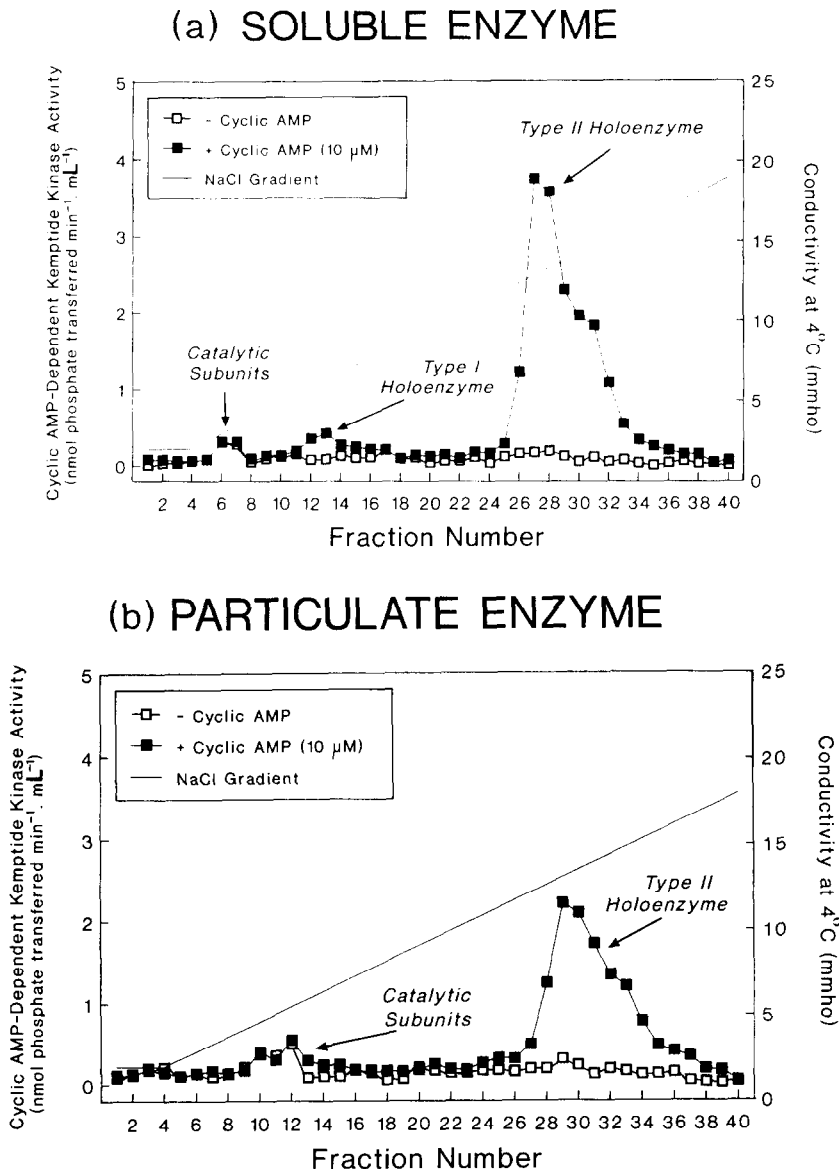 (a) SOLUBLE ENZYME
Cyclic AMP-Dependent Kemptide Kinase Activity
(nmol phosphate transferred min⁻¹. mL⁻¹)
5
4
3
2
1
0
- Cyclic AMP
+ Cyclic AMP (10 µM)
NaCl Gradient
Type II Holoenzyme
Catalytic
Subunits
Type I
Holoenzyme
25
20
15
10
5
0
Conductivity at 4⁰C (mmho)
2 4 6 8 10 12 14 16 18 20 22 24 26 28 30 32 34 36 38 40
Fraction Number
(b) PARTICULATE ENZYME
Cyclic AMP-Dependent Kemptide Kinase Activity
(nmol phosphate transferred min⁻¹. mL⁻¹)
5
4
3
2
1
0
- Cyclic AMP
+ Cyclic AMP (10 µM)
NaCl Gradient
Type II
Holoenzyme
Catalytic
Subunits
25
20
15
10
5
0
Conductivity at 4⁰C (mmho)
2 4 6 8 10 12 14 16 18 20 22 24 26 28 30 32 34 36 38 40
Fraction Number